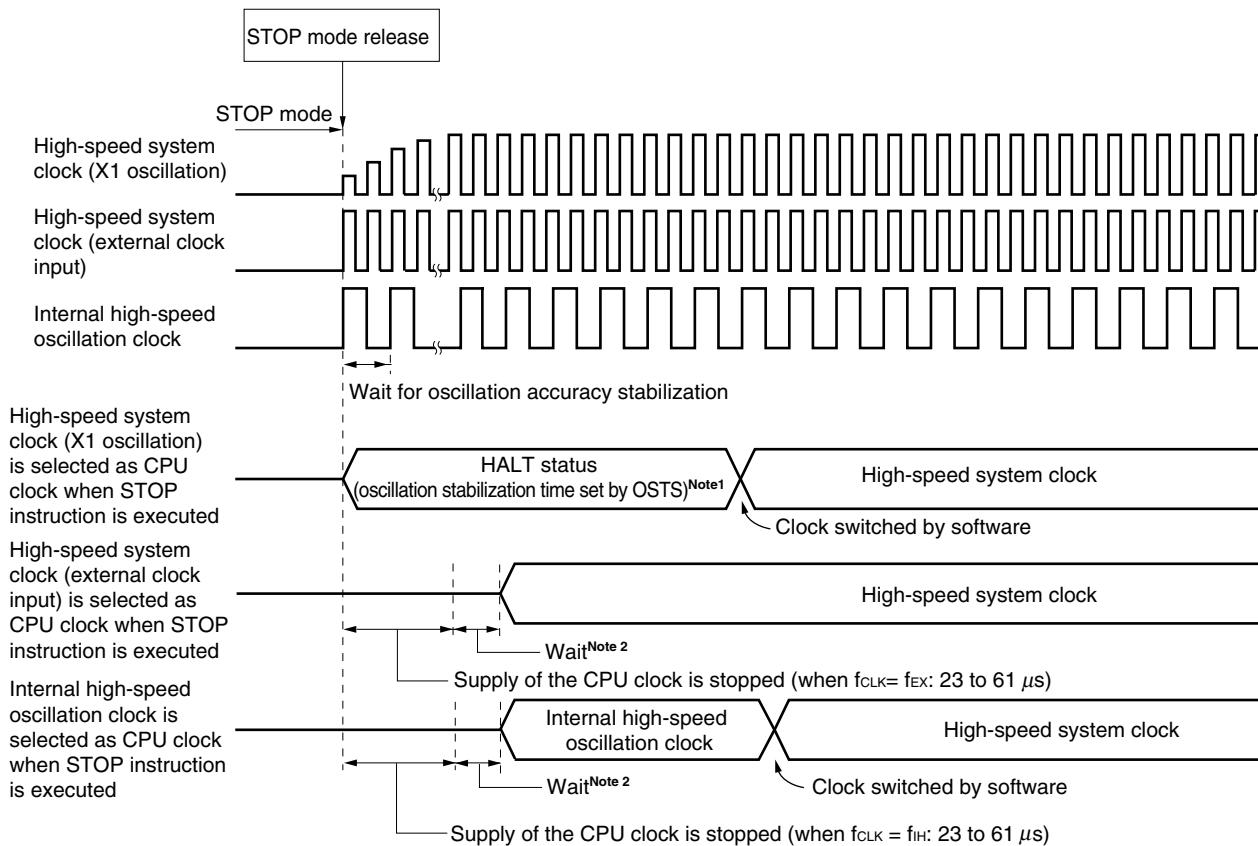 STOP mode release
STOP mode
High-speed system
clock (X1 oscillation)
High-speed system
clock (external clock
input)
Internal high-speed
oscillation clock
Wait for oscillation accuracy stabilization
High-speed system
clock (X1 oscillation)
is selected as CPU
clock when STOP
instruction is executed
HALT status
(oscillation stabilization time set by OSTS)Note1
High-speed system clock
Clock switched by software
High-speed system
clock (external clock
input) is selected as
CPU clock when STOP
instruction is executed
High-speed system clock
WaitNote 2
Supply of the CPU clock is stopped (when fCLK= fEX: 23 to 61 μs)
Internal high-speed
oscillation clock is
selected as CPU clock
when STOP instruction
is executed
Internal high-speed
oscillation clock
High-speed system clock
WaitNote 2
Clock switched by software
Supply of the CPU clock is stopped (when fCLK = fIH: 23 to 61 μs)